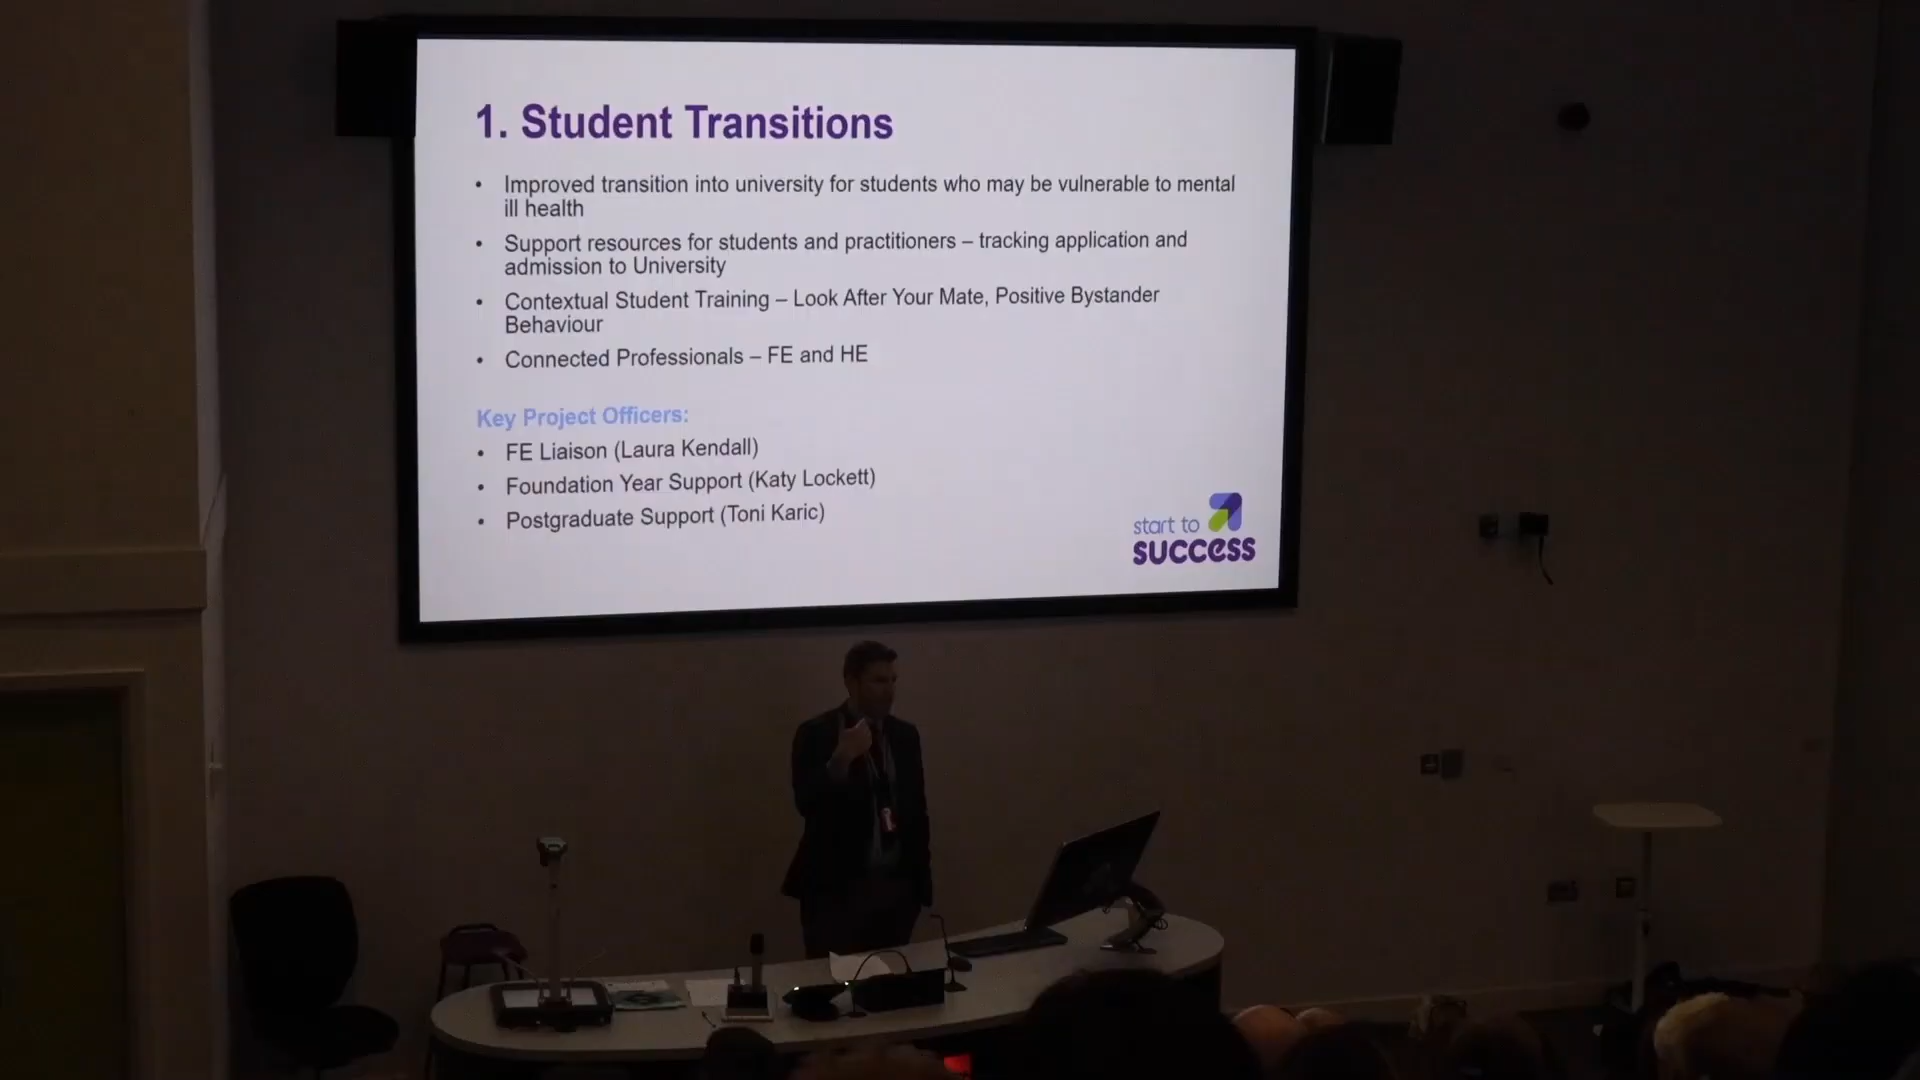 1. Student Transitions
• Improved transition into university for students who may be vulnerable to mental
ill health
• Support resources for students and practitioners – tracking application and
admission to University
• Contextual Student Training – Look After Your Mate, Positive Bystander
Behaviour
• Connected Professionals – FE and HE
Key Project Officers:
• FE Liaison (Laura Kendall)
• Foundation Year Support (Katy Lockett)
• Postgraduate Support (Toni Karic)
start to
success